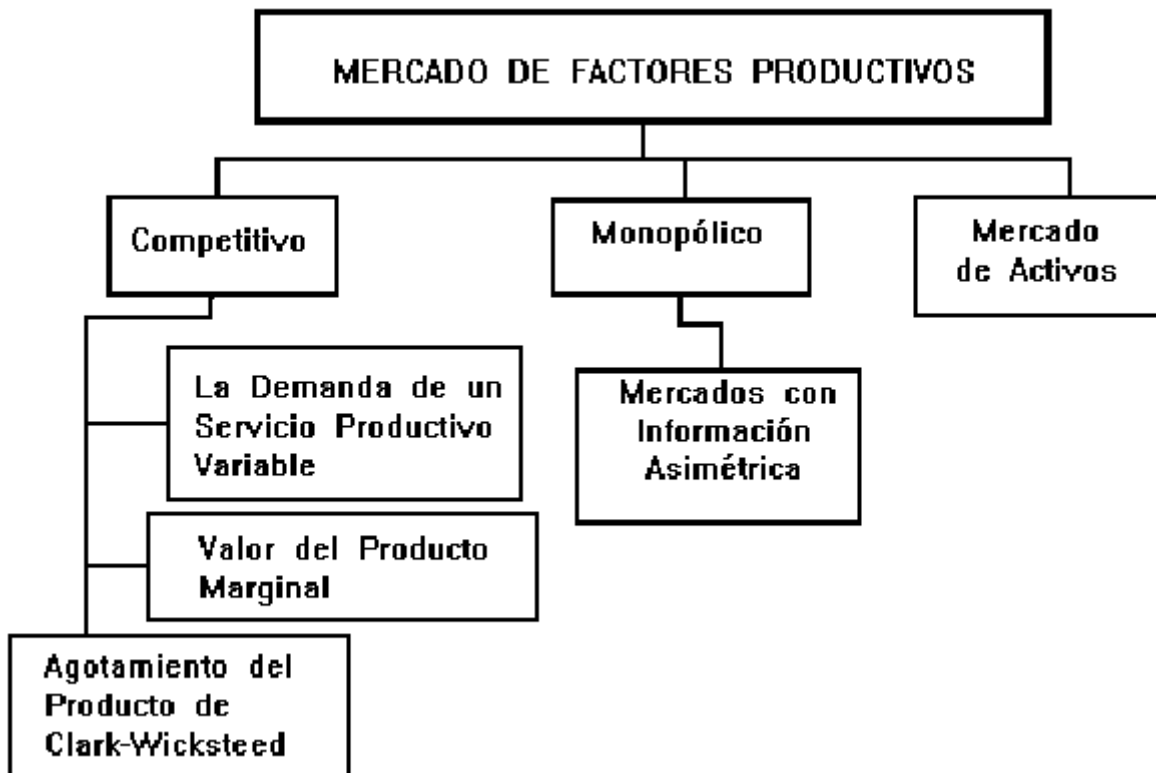 MERCADO DE FACTORES PRODUCTIVOS
Competitivo
Monopólico
Mercado
de Activos
La Demanda de un
Servicio Productivo
Variable
Mercados con
Información
Asimétrica
Valor del Producto
Marginal
Agotamiento del
Producto de
Clark-Wicksteed